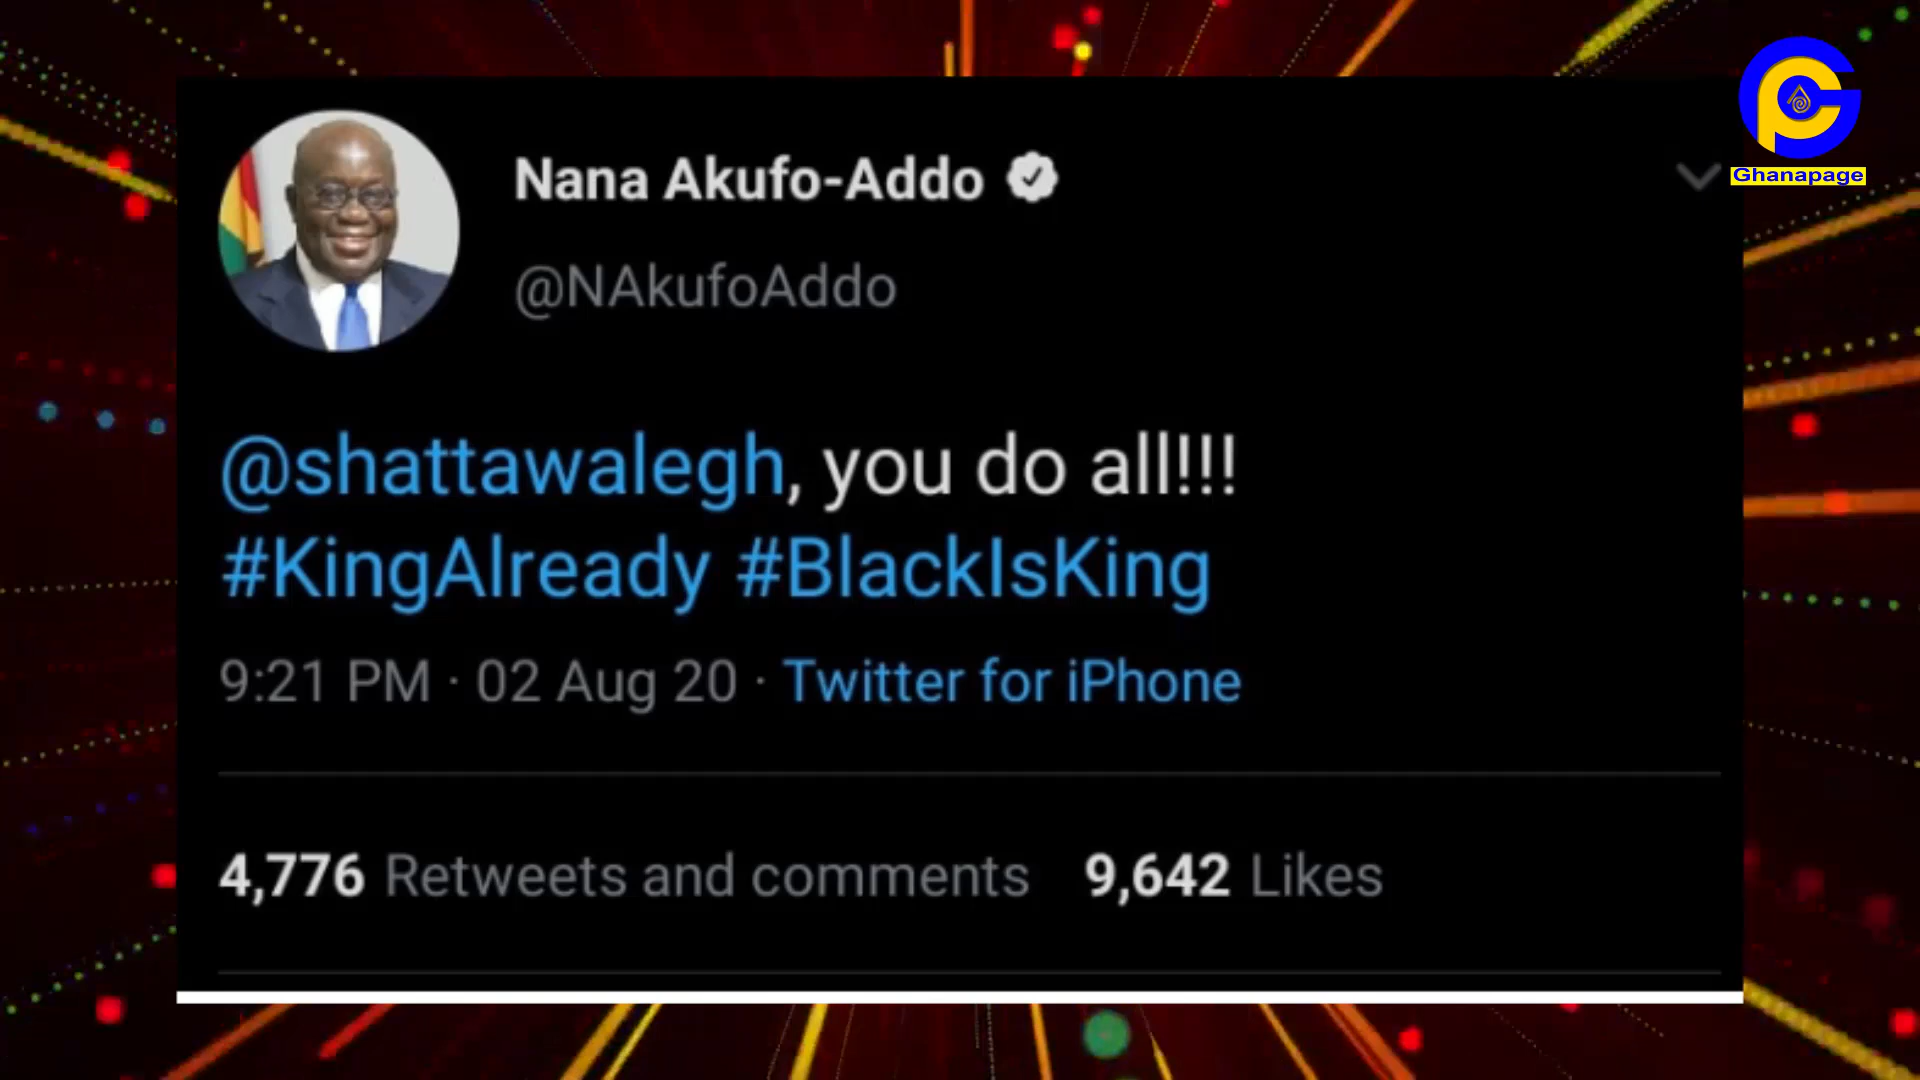 Ghanapage
Nana Akufo-Addo
@NAkufoAddo
@shattawalegh, you do all!!!
#KingAlready #BlackIsKing
9:21 PM · 02 Aug 20 · Twitter for iPhone
4,776 Retweets and comments 9,642 Likes